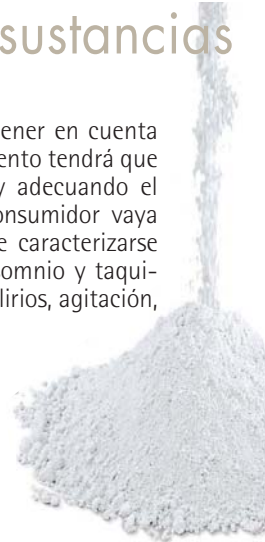 sustancias
ener en cuenta
ento tendrá que
y adecuando el
onsumidor vaya
e caracterizarse
omnio y taqui-
lirios, agitación,